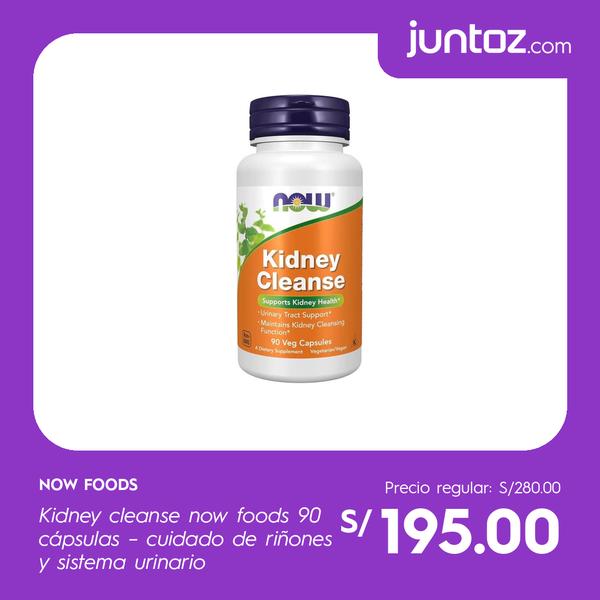 juntoz.com
NOW®
Kidney
Cleanse
Supports Kidney Health*
• Urinary Tract Support*
• Maintains Kidney Cleansing
Function*
90 Veg Capsules
A Dietary Supplement Vegetarian/Vegan
NOW FOODS
Kidney cleanse now foods 90
cápsulas - cuidado de riñones
y sistema urinario
Precio regular: S/280.00
S/195.00